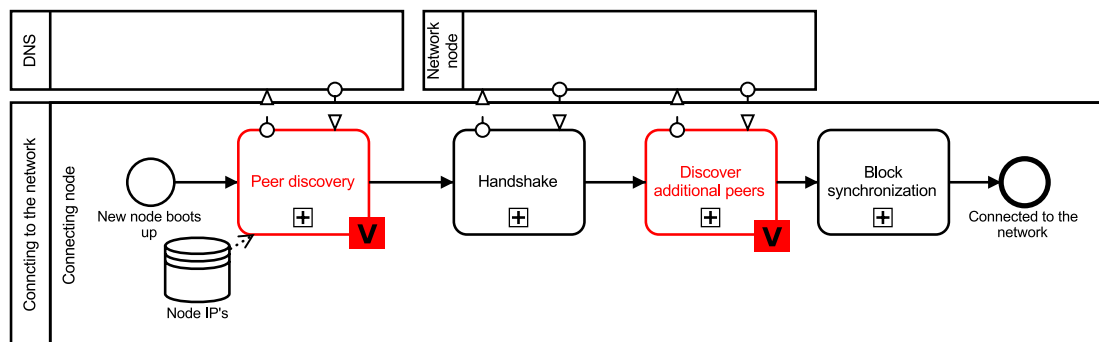 DNS
Network
node
Conncting to the network
Connecting node
New node boots
up
Node IP's
Peer discovery
V
Handshake
Discover
additional peers
V
Block
synchronization
Connected to the
network